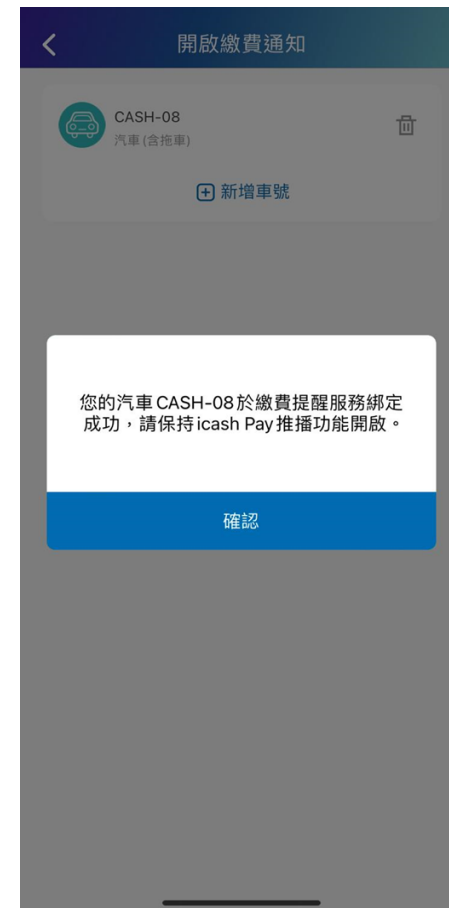 開啟繳費通知
CASH-08
汽車 (含拖車)
新增車號
您的汽車 CASH-08 於繳費提醒服務綁定
成功，請保持 icash Pay 推播功能開啟。
確認